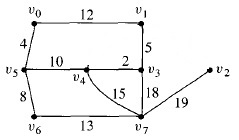 v₀ 12 v₁
4 5
v₅ 10 v₄ 2 v₃ v₂
8 15 18 19
v₆ 13 v₇